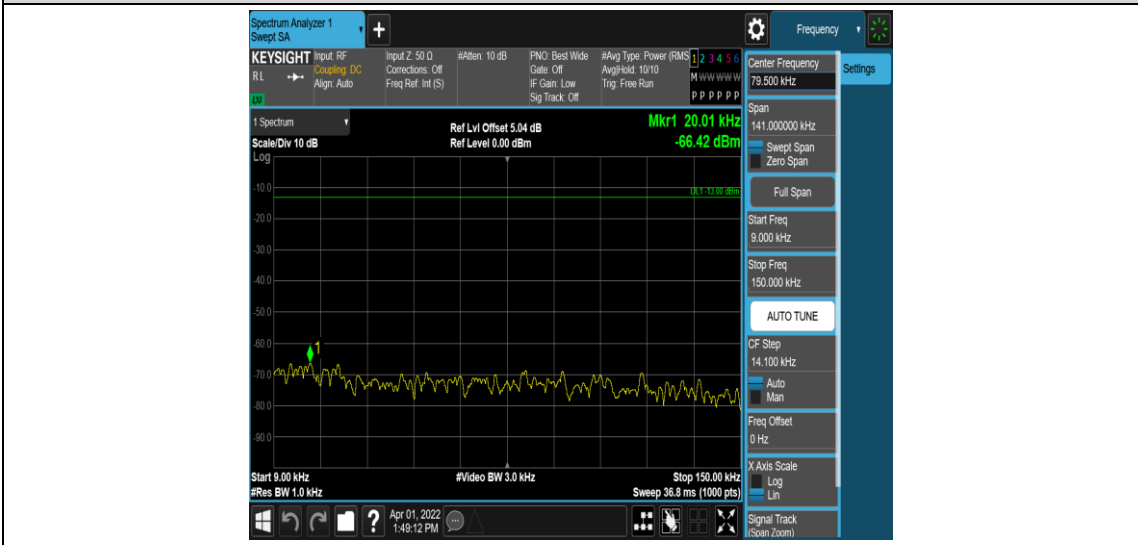 Spectrum Analyzer 1
Swept SA
+
Frequency
KEYSIGHT
Input: RF
Coupling: DC
Align: Auto
Input Z: 50 Ω
Corrections: Off
Freq Ref: Int (S)
#Atten: 10 dB
PNO: Best Wide
Gate: Off
IF Gain: Low
Sig Track: Off
#Avg Type: Power (RMS
Avg|Hold: 10/10
Trig: Free Run
1 2 3 4 5 6
M W W W W W
P P P P P P
R L
LXI
Center Frequency
79.500 kHz
Settings
Span
141.000000 kHz
Swept Span
Zero Span
Full Span
Start Freq
9.000 kHz
Stop Freq
150.000 kHz
AUTO TUNE
CF Step
14.100 kHz
Auto
Man
Freq Offset
0 Hz
X Axis Scale
Log
Lin
Signal Track
(Span Zoom)
1 Spectrum
Scale/Div 10 dB
Log
Ref Lvl Offset 5.04 dB
Ref Level 0.00 dBm
Mkr1 20.01 kHz
-66.42 dBm
DL1 -13.00 dBm
-10.0
-20.0
-30.0
-40.0
-50.0
-60.0
1
-70.0
-80.0
-90.0
Start 9.00 kHz
#Video BW 3.0 kHz
Stop 150.00 kHz
#Res BW 1.0 kHz
Sweep 36.8 ms (1000 pts)
?
Apr 01, 2022
1:49:12 PM